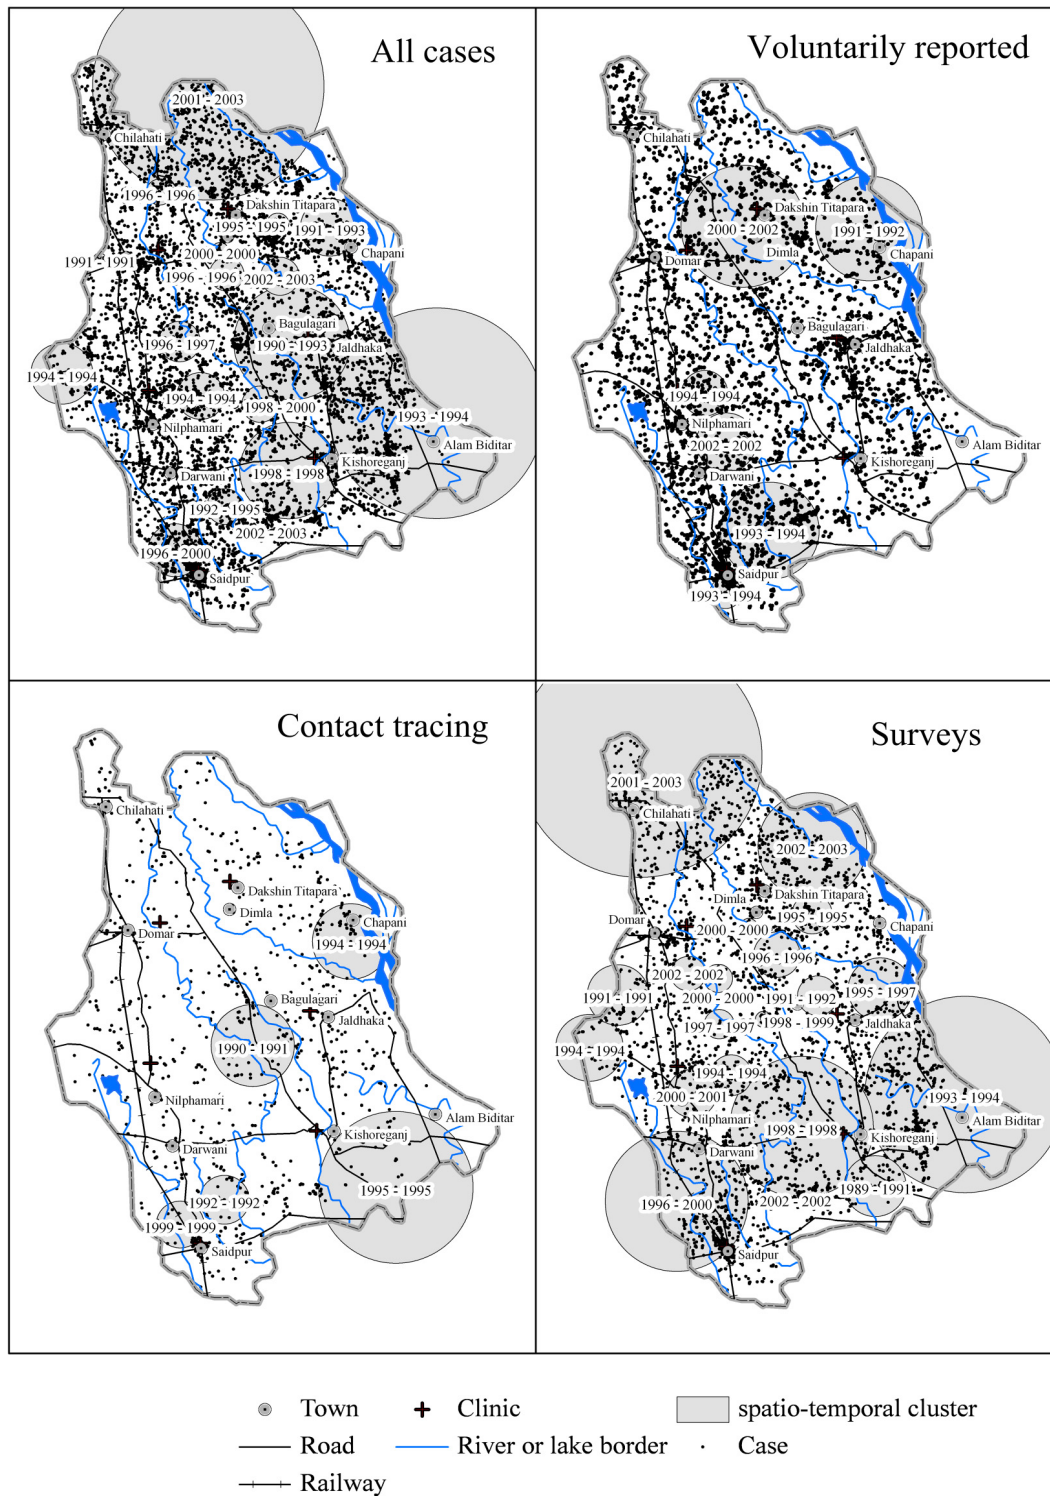 All cases
2001 - 2003
Chilahati
1996 - 1996
Dakshin Titapara
1995 - 1995
1991 - 1993
2000 - 2000
Chapani
1991 - 1991
1996 - 1996
2002 - 2003
Bagulagari
1996 - 1997
1990 - 1993
Jaldhaka
1994 - 1994
1994 - 1994
1998 - 2000
1993 - 1994
Nilphamari
Alam Biditar
Kishoreganj
Darwani
1998 - 1998
1992 - 1995
2002 - 2003
1996 - 2000
Saidpur
Voluntarily reported
Chilahati
Dakshin Titapara
2000 - 2002
1991 - 1992
Dimla
Chapani
Domar
Bagulagari
Jaldhaka
1994 - 1994
Nilphamari
2002 - 2002
Alam Biditar
Kishoreganj
Darwani
1993 - 1994
Saidpur
1993 - 1994
Contact tracing
Chilahati
Dakshin Titapara
Dimla
Chapani
Domar
1994 - 1994
Bagulagari
Jaldhaka
1990 - 1991
Nilphamari
Alam Biditar
Kishoreganj
Darwani
1995 - 1995
1992 - 1992
1999 - 1999
Saidpur
Surveys
2001 - 2003
Chilahati
2002 - 2003
Dakshin Titapara
Dimla
1995 - 1995
Domar
2000 - 2000
Chapani
1996 - 1996
2002 - 2002
1991 - 1991
2000 - 2000
1991 - 1992
1995 - 1997
1997 - 1997
1998 - 1999
Jaldhaka
1994 - 1994
1994 - 1994
2000 - 2001
1993 - 1994
Nilphamari
1998 - 1998
Alam Biditar
Kishoreganj
Darwani
1989 - 1991
1996 - 2000
2002 - 2002
Saidpur
Town
Clinic
spatio-temporal cluster
Road
River or lake border
Case
Railway